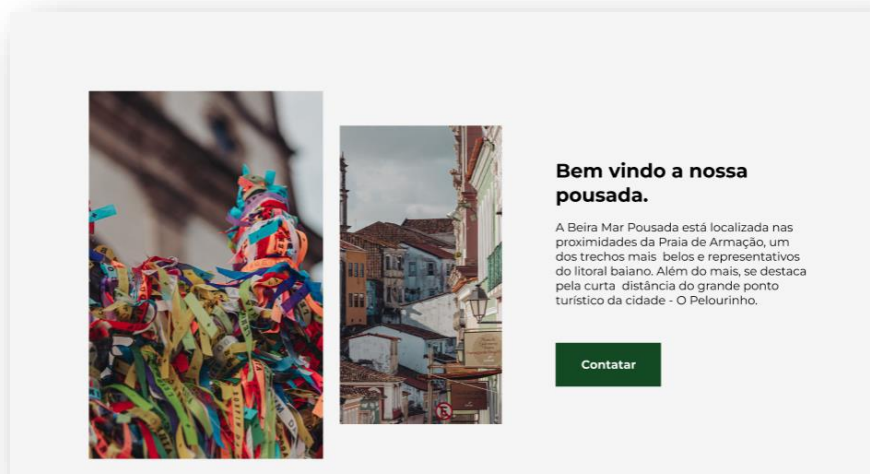 Bem vindo a nossa
pousada.
A Beira Mar Pousada está localizada nas
proximidades da Praia de Armação, um
dos trechos mais  belos e representativos
do litoral baiano. Além do mais, se destaca
pela curta  distância do grande ponto
turístico da cidade - O Pelourinho.
Contatar